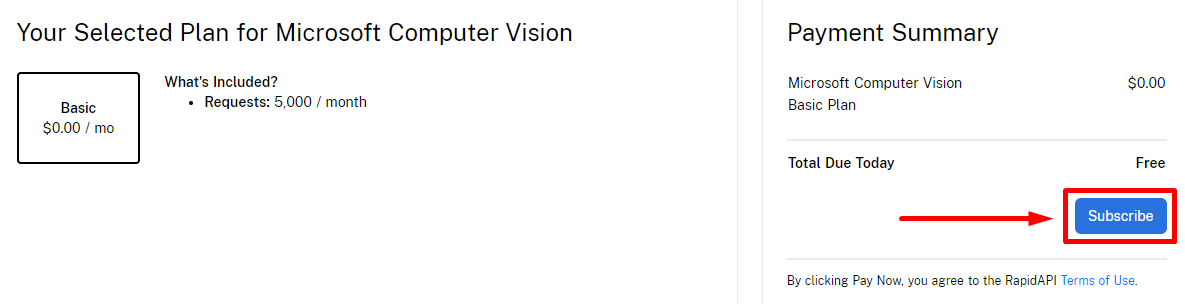 Your Selected Plan for Microsoft Computer Vision
Basic
$0.00 / mo
What's Included?
• Requests: 5,000 / month
Payment Summary
Microsoft Computer Vision $0.00
Basic Plan
Total Due Today Free
Subscribe
By clicking Pay Now, you agree to the RapidAPI Terms of Use.